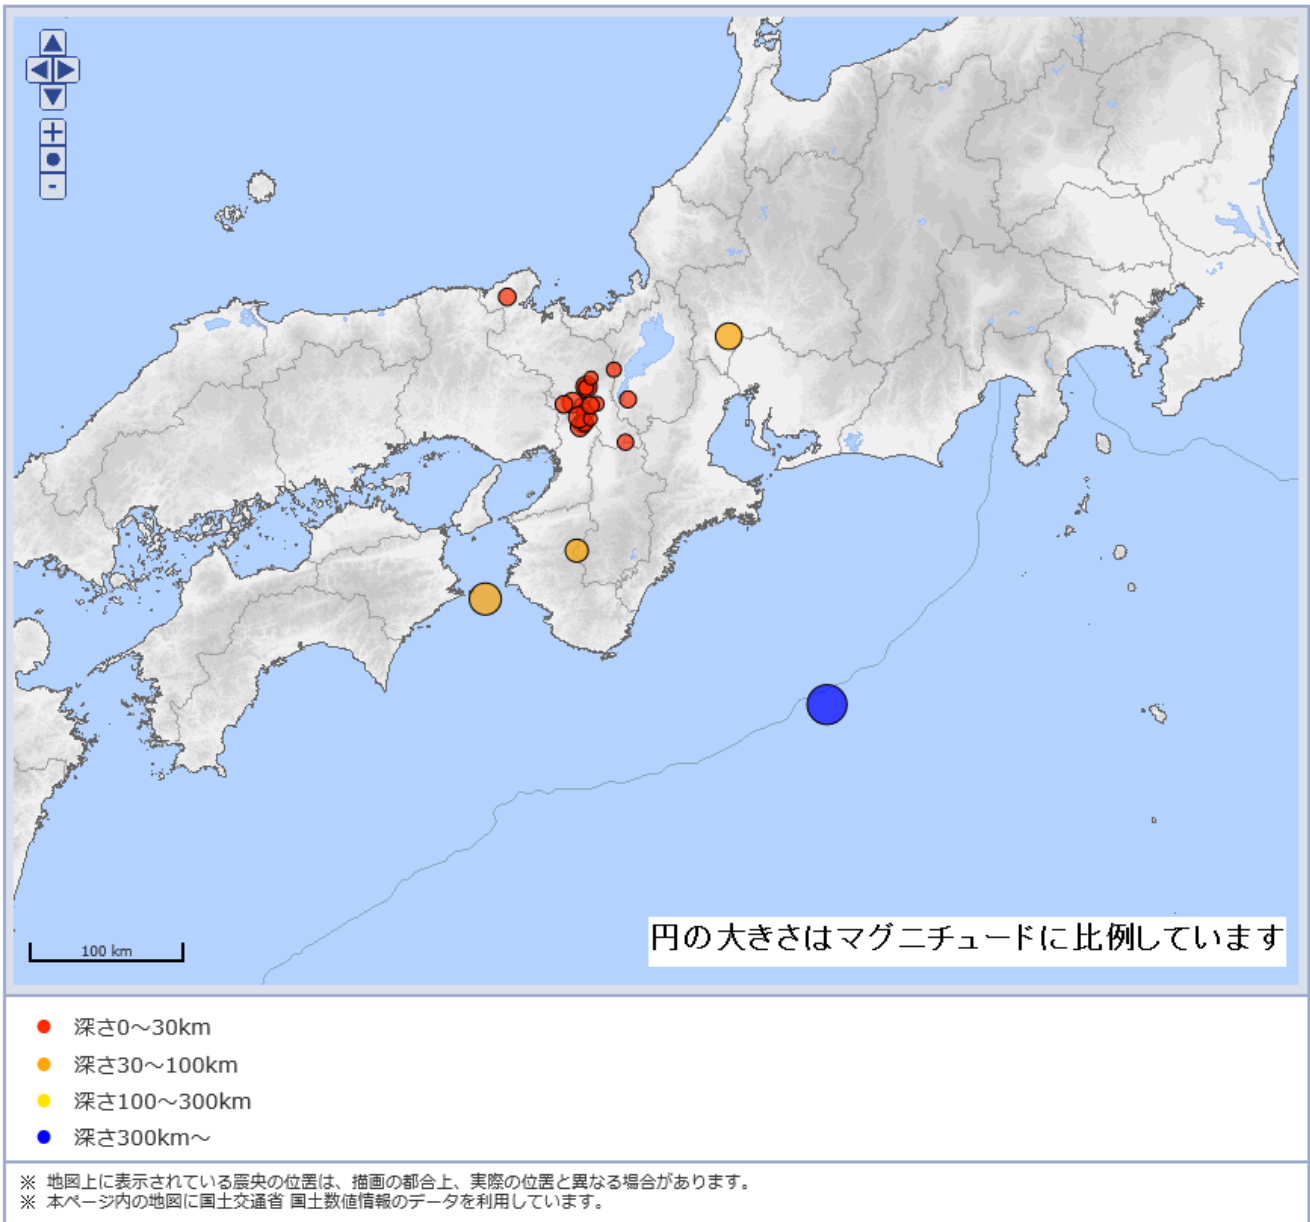 +
-
100 km
円の大きさはマグニチュードに比例しています
深さ0～30km
深さ30～100km
深さ100～300km
深さ300km～
※ 地図上に表示されている震央の位置は、描画の都合上、実際の位置と異なる場合があります。
※ 本ページ内の地図に国土交通省 国土数値情報のデータを利用しています。